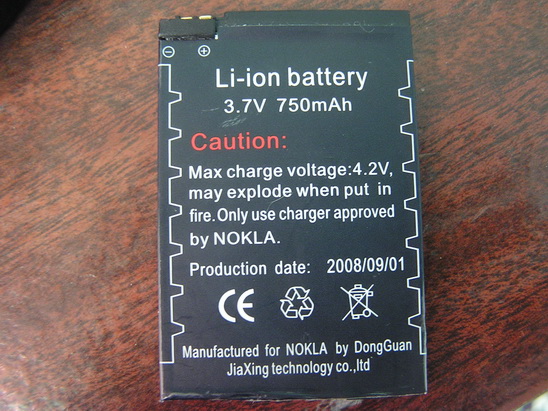 Li-ion battery
3.7V 750mAh
Caution:
Max charge voltage:4.2V,
may explode when put in
fire. Only use charger approved
by NOKLA.
Production date: 2008/09/01
CE
Manufactured for NOKLA by DongGuan
JiaXing technology co.,ltd